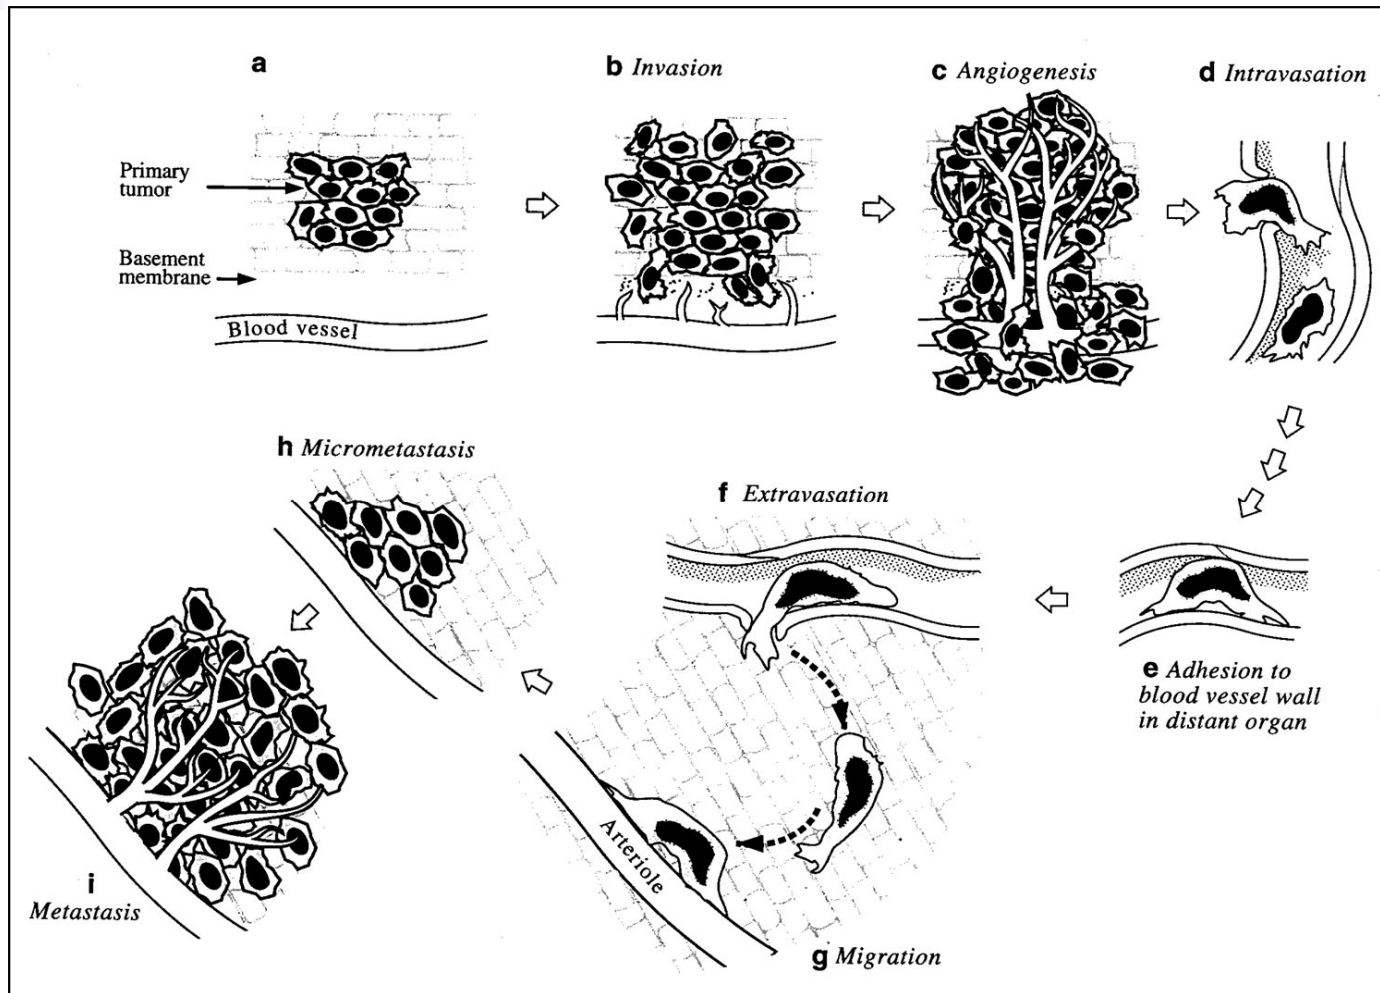 a
b Invasion
c Angiogenesis
d Intravasation
Primary
tumor
Basement
membrane
Blood vessel
h Micrometastasis
f Extravasation
e Adhesion to
blood vessel wall
in distant organ
Arteriole
i
Metastasis
g Migration